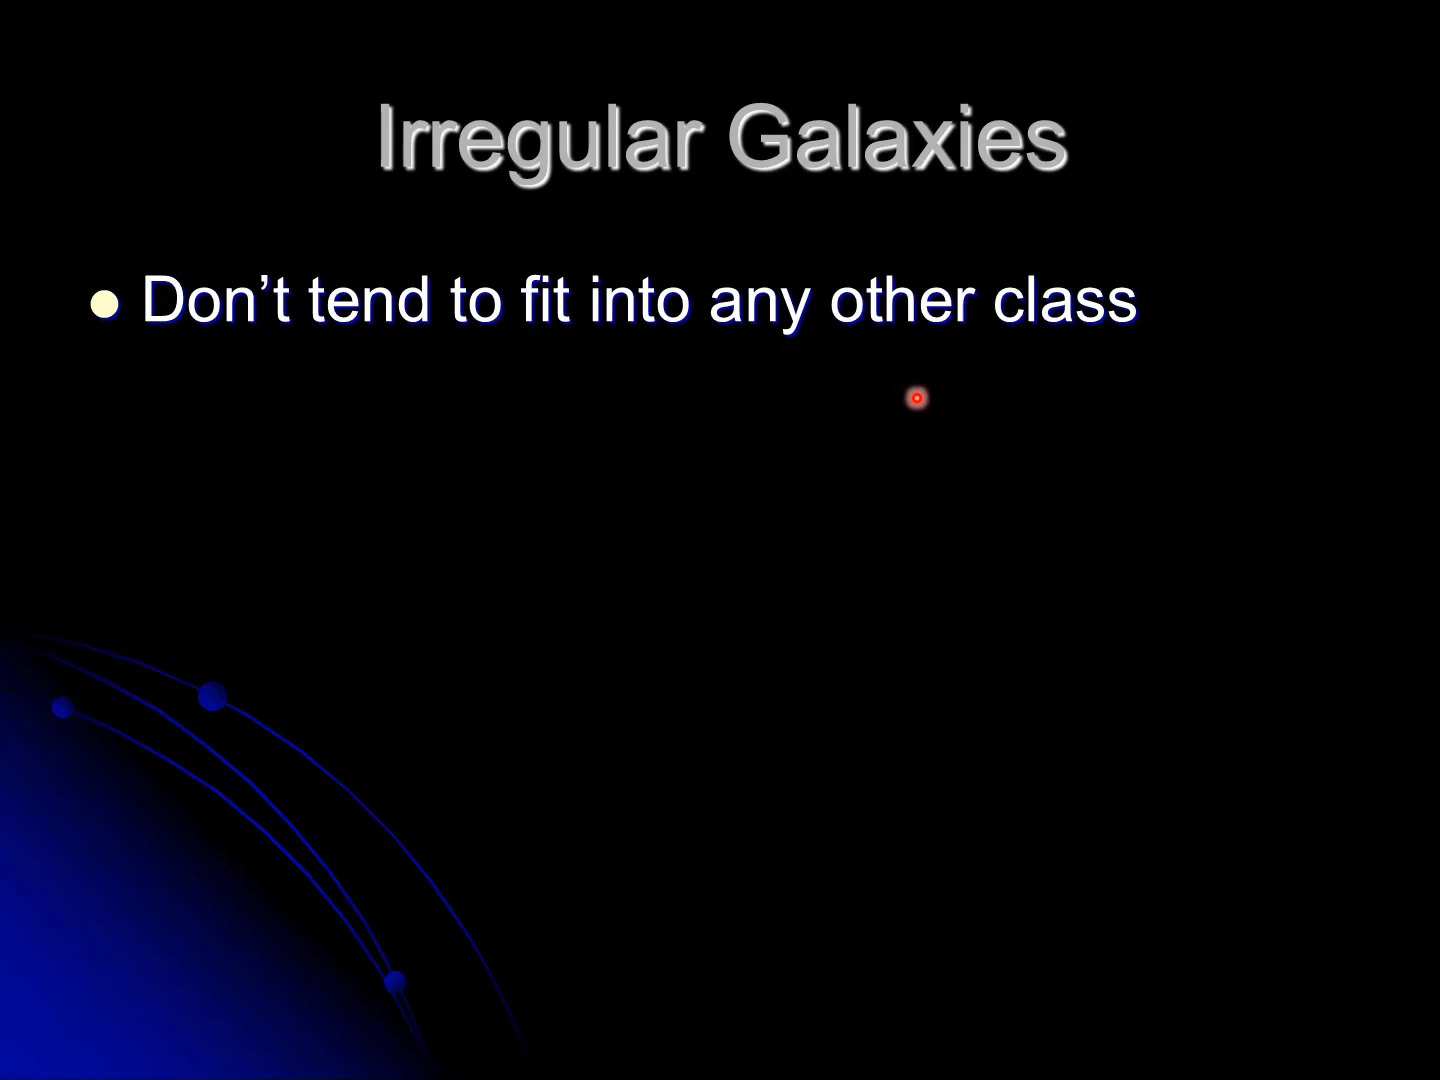 Irregular Galaxies
Don’t tend to fit into any other class